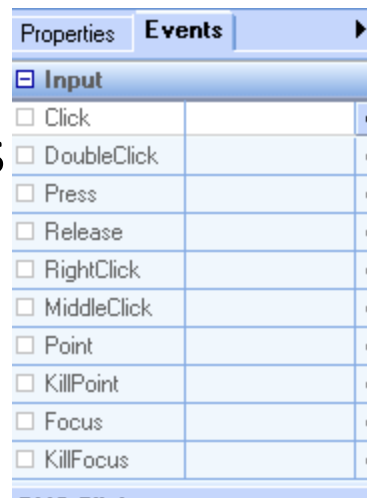 Properties Events
Input
Click
DoubleClick
Press
Release
RightClick
MiddleClick
Point
KillPoint
Focus
KillFocus